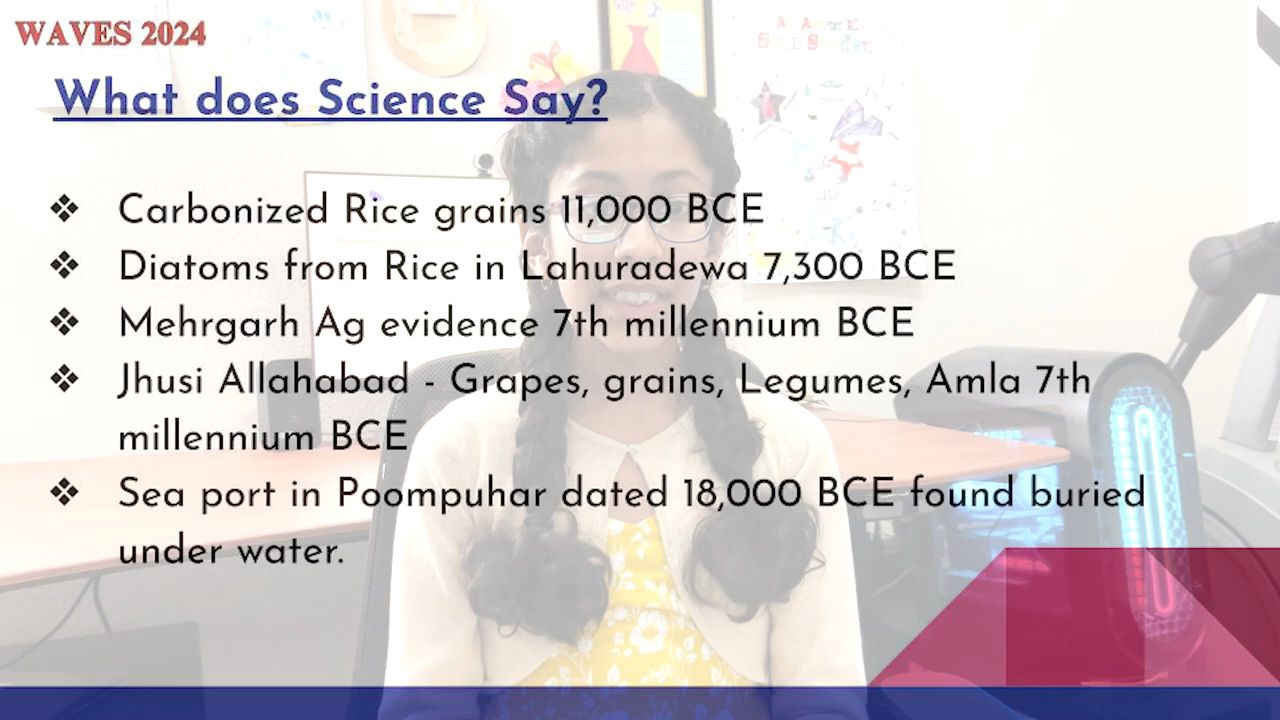 WAVES 2024
What does Science Say?
❖ Carbonized Rice grains 11,000 BCE
❖ Diatoms from Rice in Lahuradewa 7,300 BCE
❖ Mehrgarh Ag evidence 7th millennium BCE
❖ Jhusi Allahabad - Grapes, grains, Legumes, Amla 7th
millennium BCE
❖ Sea port in Poompuhar dated 18,000 BCE found buried
under water.